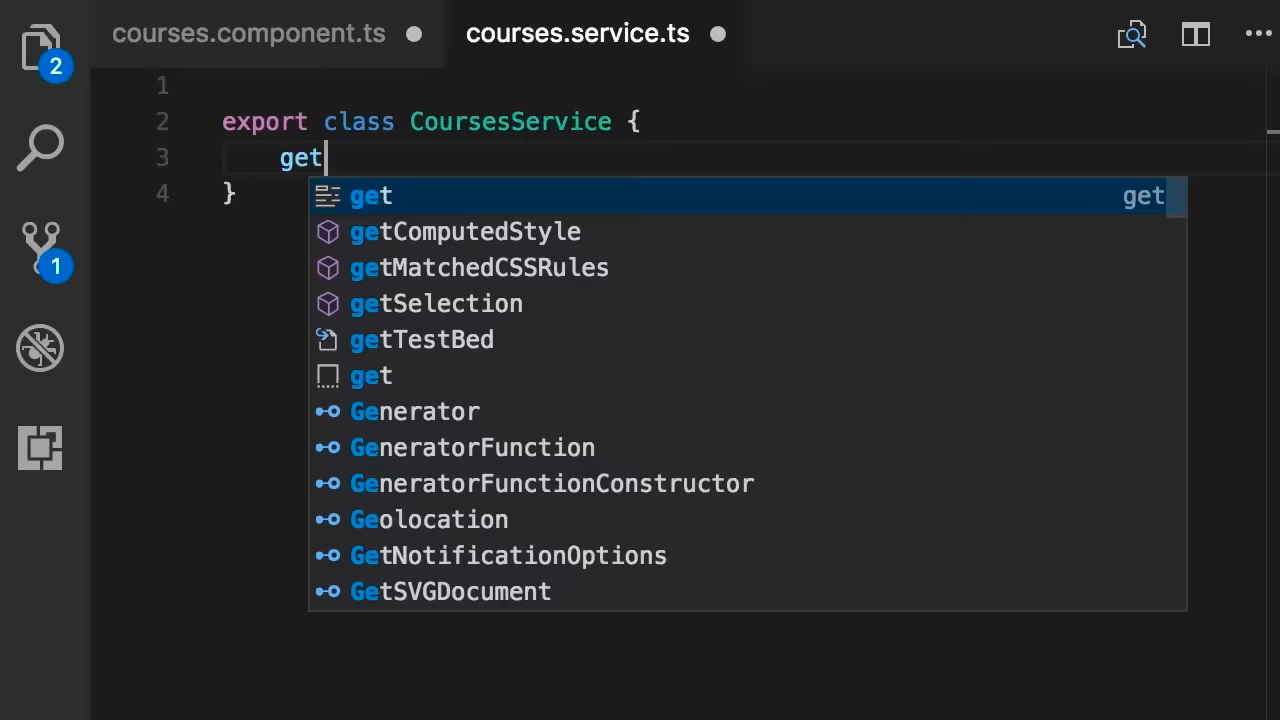 courses.component.ts
courses.service.ts
2
1
1
2 export class CoursesService {
3 get
4 }
get get
getComputedStyle
getMatchedCSSRules
getSelection
getTestBed
get
Generator
GeneratorFunction
GeneratorFunctionConstructor
Geolocation
GetNotificationOptions
GetSVGDocument